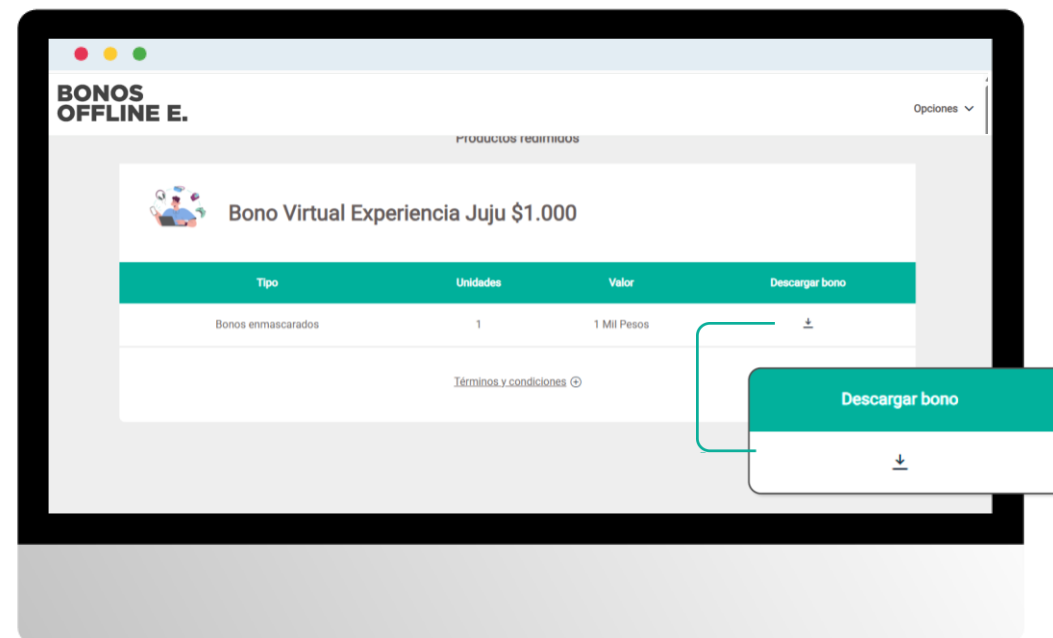 BONOS
OFFLINE E.
Opciones
Productos redimidos
Bono Virtual Experiencia Juju $1.000
Tipo Unidades Valor Descargar bono
Bonos enmascarados 1 1 Mil Pesos
Términos y condiciones
Descargar bono